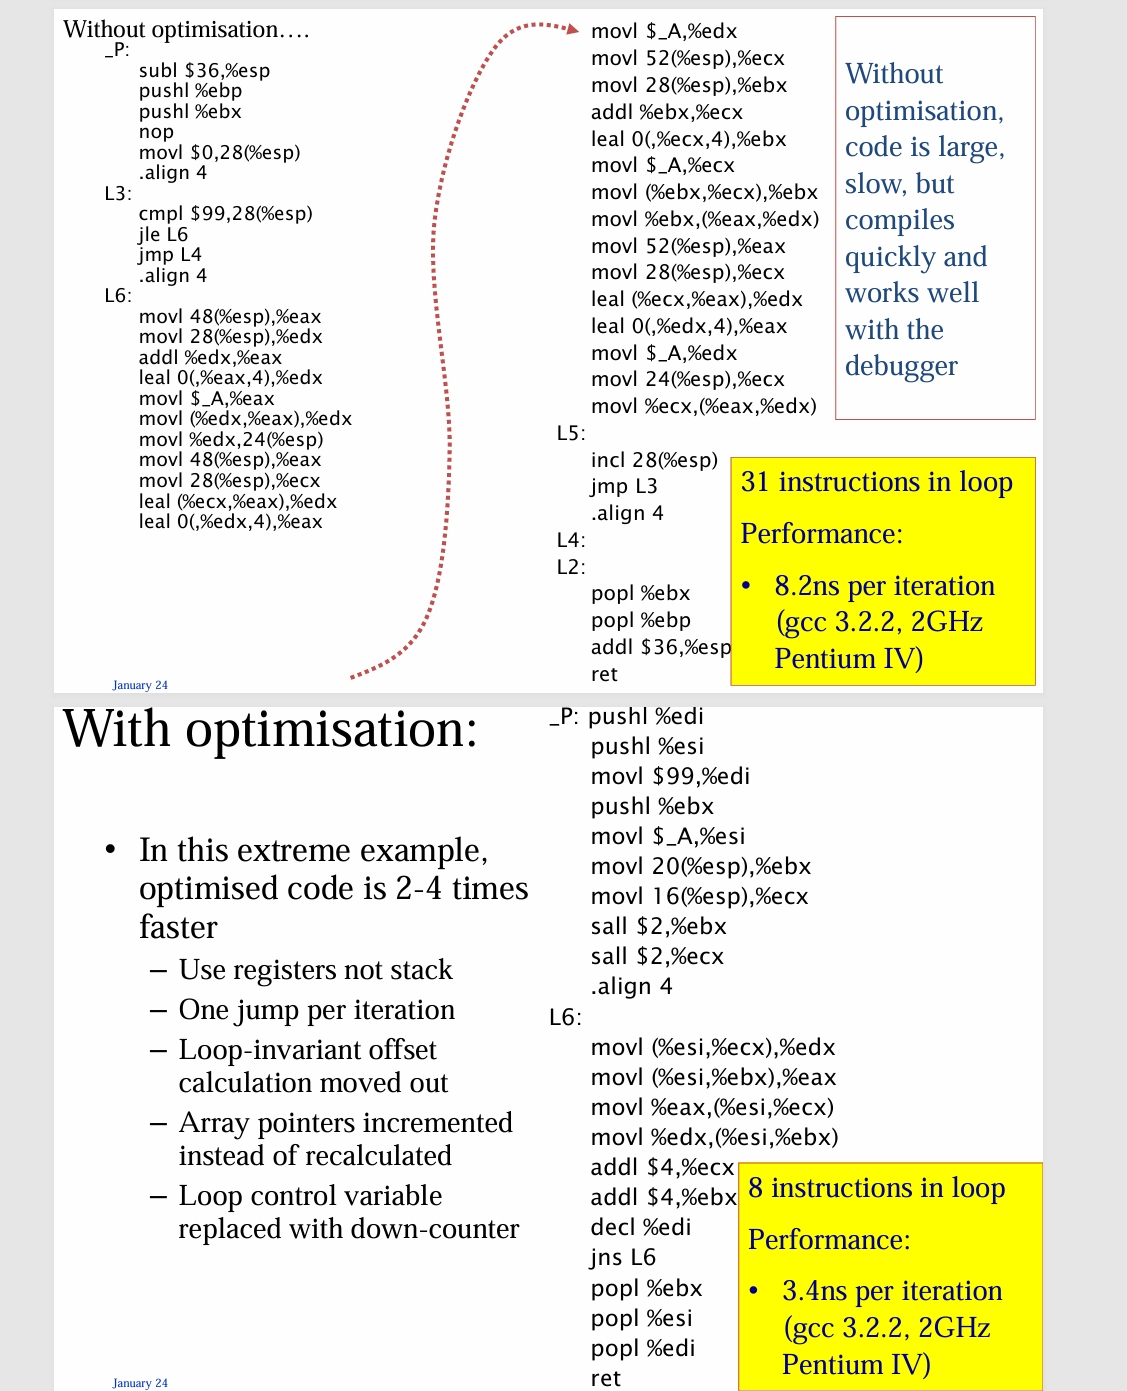 Without optimisation....
_P:
subl $36,%esp
pushl %ebp
pushl %ebx
nop
movl $0,28(%esp)
.align 4
L3:
cmpl $99,28(%esp)
jle L6
jmp L4
.align 4
L6:
movl 48(%esp),%eax
movl 28(%esp),%edx
addl %edx,%eax
leal 0(,%eax,4),%edx
movl $_A,%eax
movl (%edx,%eax),%edx
movl %edx,24(%esp)
movl 48(%esp),%eax
movl 28(%esp),%ecx
leal (%ecx,%eax),%edx
leal 0(,%edx,4),%eax
January 24
movl $_A,%edx
movl 52(%esp),%ecx
movl 28(%esp),%ebx
addl %ebx,%ecx
leal 0(,%ecx,4),%ebx
movl $_A,%ecx
movl (%ebx,%ecx),%ebx
movl %ebx,(%eax,%edx)
movl 52(%esp),%eax
movl 28(%esp),%ecx
leal (%ecx,%eax),%edx
leal 0(,%edx,4),%eax
movl $_A,%edx
movl 24(%esp),%ecx
movl %ecx,(%eax,%edx)
L5:
incl 28(%esp)
jmp L3
.align 4
L4:
L2:
popl %ebx
popl %ebp
addl $36,%esp
ret
Without
optimisation,
code is large,
slow, but
compiles
quickly and
works well
with the
debugger
31 instructions in loop
Performance:
• 8.2ns per iteration
(gcc 3.2.2, 2GHz
Pentium IV)
With optimisation:
• In this extreme example,
optimised code is 2-4 times
faster
– Use registers not stack
– One jump per iteration
– Loop-invariant offset
calculation moved out
– Array pointers incremented
instead of recalculated
– Loop control variable
replaced with down-counter
January 24
_P: pushl %edi
pushl %esi
movl $99,%edi
pushl %ebx
movl $_A,%esi
movl 20(%esp),%ebx
movl 16(%esp),%ecx
sall $2,%ebx
sall $2,%ecx
.align 4
L6:
movl (%esi,%ecx),%edx
movl (%esi,%ebx),%eax
movl %eax,(%esi,%ecx)
movl %edx,(%esi,%ebx)
addl $4,%ecx
addl $4,%ebx
decl %edi
jns L6
popl %ebx
popl %esi
popl %edi
ret
8 instructions in loop
Performance:
• 3.4ns per iteration
(gcc 3.2.2, 2GHz
Pentium IV)